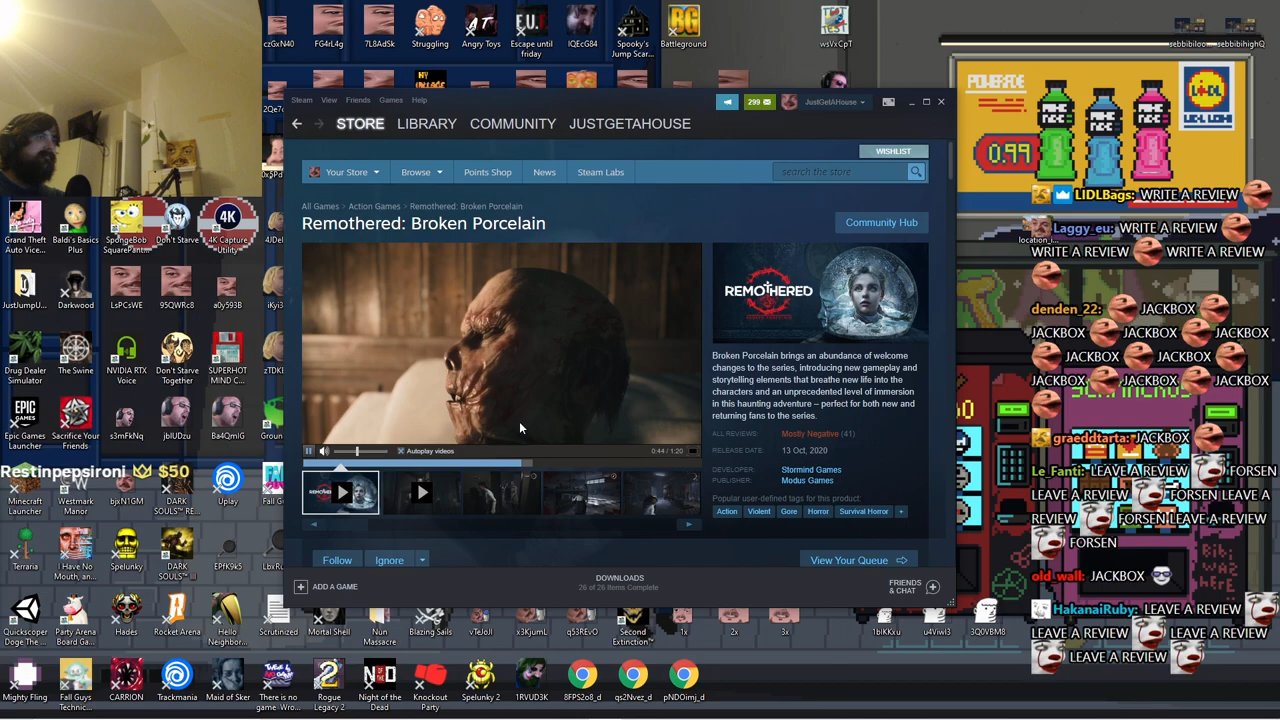 czGxN40
FG4rL4g
7L8AdSk
Struggling
Angry Toys
Escape until friday
IQEcG84
Spooky's Jump Scar...
Battleground
wsVxCpT
sebbibiloo...
sebbibihighQ
Steam View Friends Games Help
299
JustGetAHouse
STORE LIBRARY COMMUNITY JUSTGETAHOUSE
WISHLIST
Your Store Browse Points Shop News Steam Labs
search the store
All Games > Action Games > Remothered: Broken Porcelain
Remothered: Broken Porcelain
Community Hub
REMOTHERED
Broken Porcelain brings an abundance of welcome
changes to the series, introducing new gameplay and
storytelling elements that breathe new life into the
characters and an unprecedented level of immersion
in this haunting adventure – perfect for both new and
returning fans to the series.
ALL REVIEWS: Mostly Negative (41)
RELEASE DATE: 13 Oct, 2020
DEVELOPER: Stormind Games
PUBLISHER: Modus Games
Popular user-defined tags for this product:
Action Violent Gore Horror Survival Horror +
Autoplay videos
0:44 / 1:20
Follow Ignore
View Your Queue
ADD A GAME
DOWNLOADS
26 of 26 Items Complete
FRIENDS
& CHAT
POWERADE
LIDL
0.99
LIDLBags: WRITE A REVIEW
Laggy_eu: WRITE A REVIEW
WRITE A REVIEW WRITE A REVIEW
denden_22: JACKBOX
JACKBOX JACKBOX JACKBOX
JACKBOX JACKBOX
JACKBOX JACKBOX JACKBOX
graeddtarta: JACKBOX
Le_Fanti: LEAVE A REVIEW FORSEN
LEAVE A REVIEW FORSEN LEAVE A
REVIEW FORSEN LEAVE A REVIEW
FORSEN
old_wall: JACKBOX
HakanaiRuby: LEAVE A REVIEW
LEAVE A REVIEW LEAVE A REVIEW
LEAVE A REVIEW
Grand Theft Auto Vice...
Baldi's Basics Plus
SpongeBob SquarePant...
Don't Starve
4K Capture Utility
JustJumpU...
Darkwood
LsPCsWE
95QWRc8
a0y593B
Drug Dealer Simulator
The Swine
NVIDIA RTX Voice
Don't Starve Together
SUPERHOT MIND C...
Epic Games Launcher
Sacrifice Your Friends
s3mFkNq
jbIUDzu
Ba4QmIG
Restinpepsironi $50
Minecraft Launcher
Westmark Manor
bjxN1GM
DARK SOULS™ RE...
Uplay
Terraria
I Have No Mouth, an...
Spelunky
DARK SOULS™ II
EPfK9k5
Quickscoper Doge The ...
Party Arena Board Ga...
Hades
Rocket Arena
Hello Neighbor...
Scrutinized
Mortal Shell
Nun Massacre
Blazing Sails
vTeJoJl
x3KjumL
q53REvO
Second Extinction™
1x
2x
3x
1blKKxu
u4Viwl3
3Q0VBM8
Mighty Fling
Fall Guys Technic...
CARRION
Trackmania
Maid of Sker
There is no game_ Wro...
Rogue Legacy 2
Night of the Dead
Knockout Party
Spelunky 2
1RVUD3K
8FPS2o8_d
qs2Nvez_d
pNDOimj_d